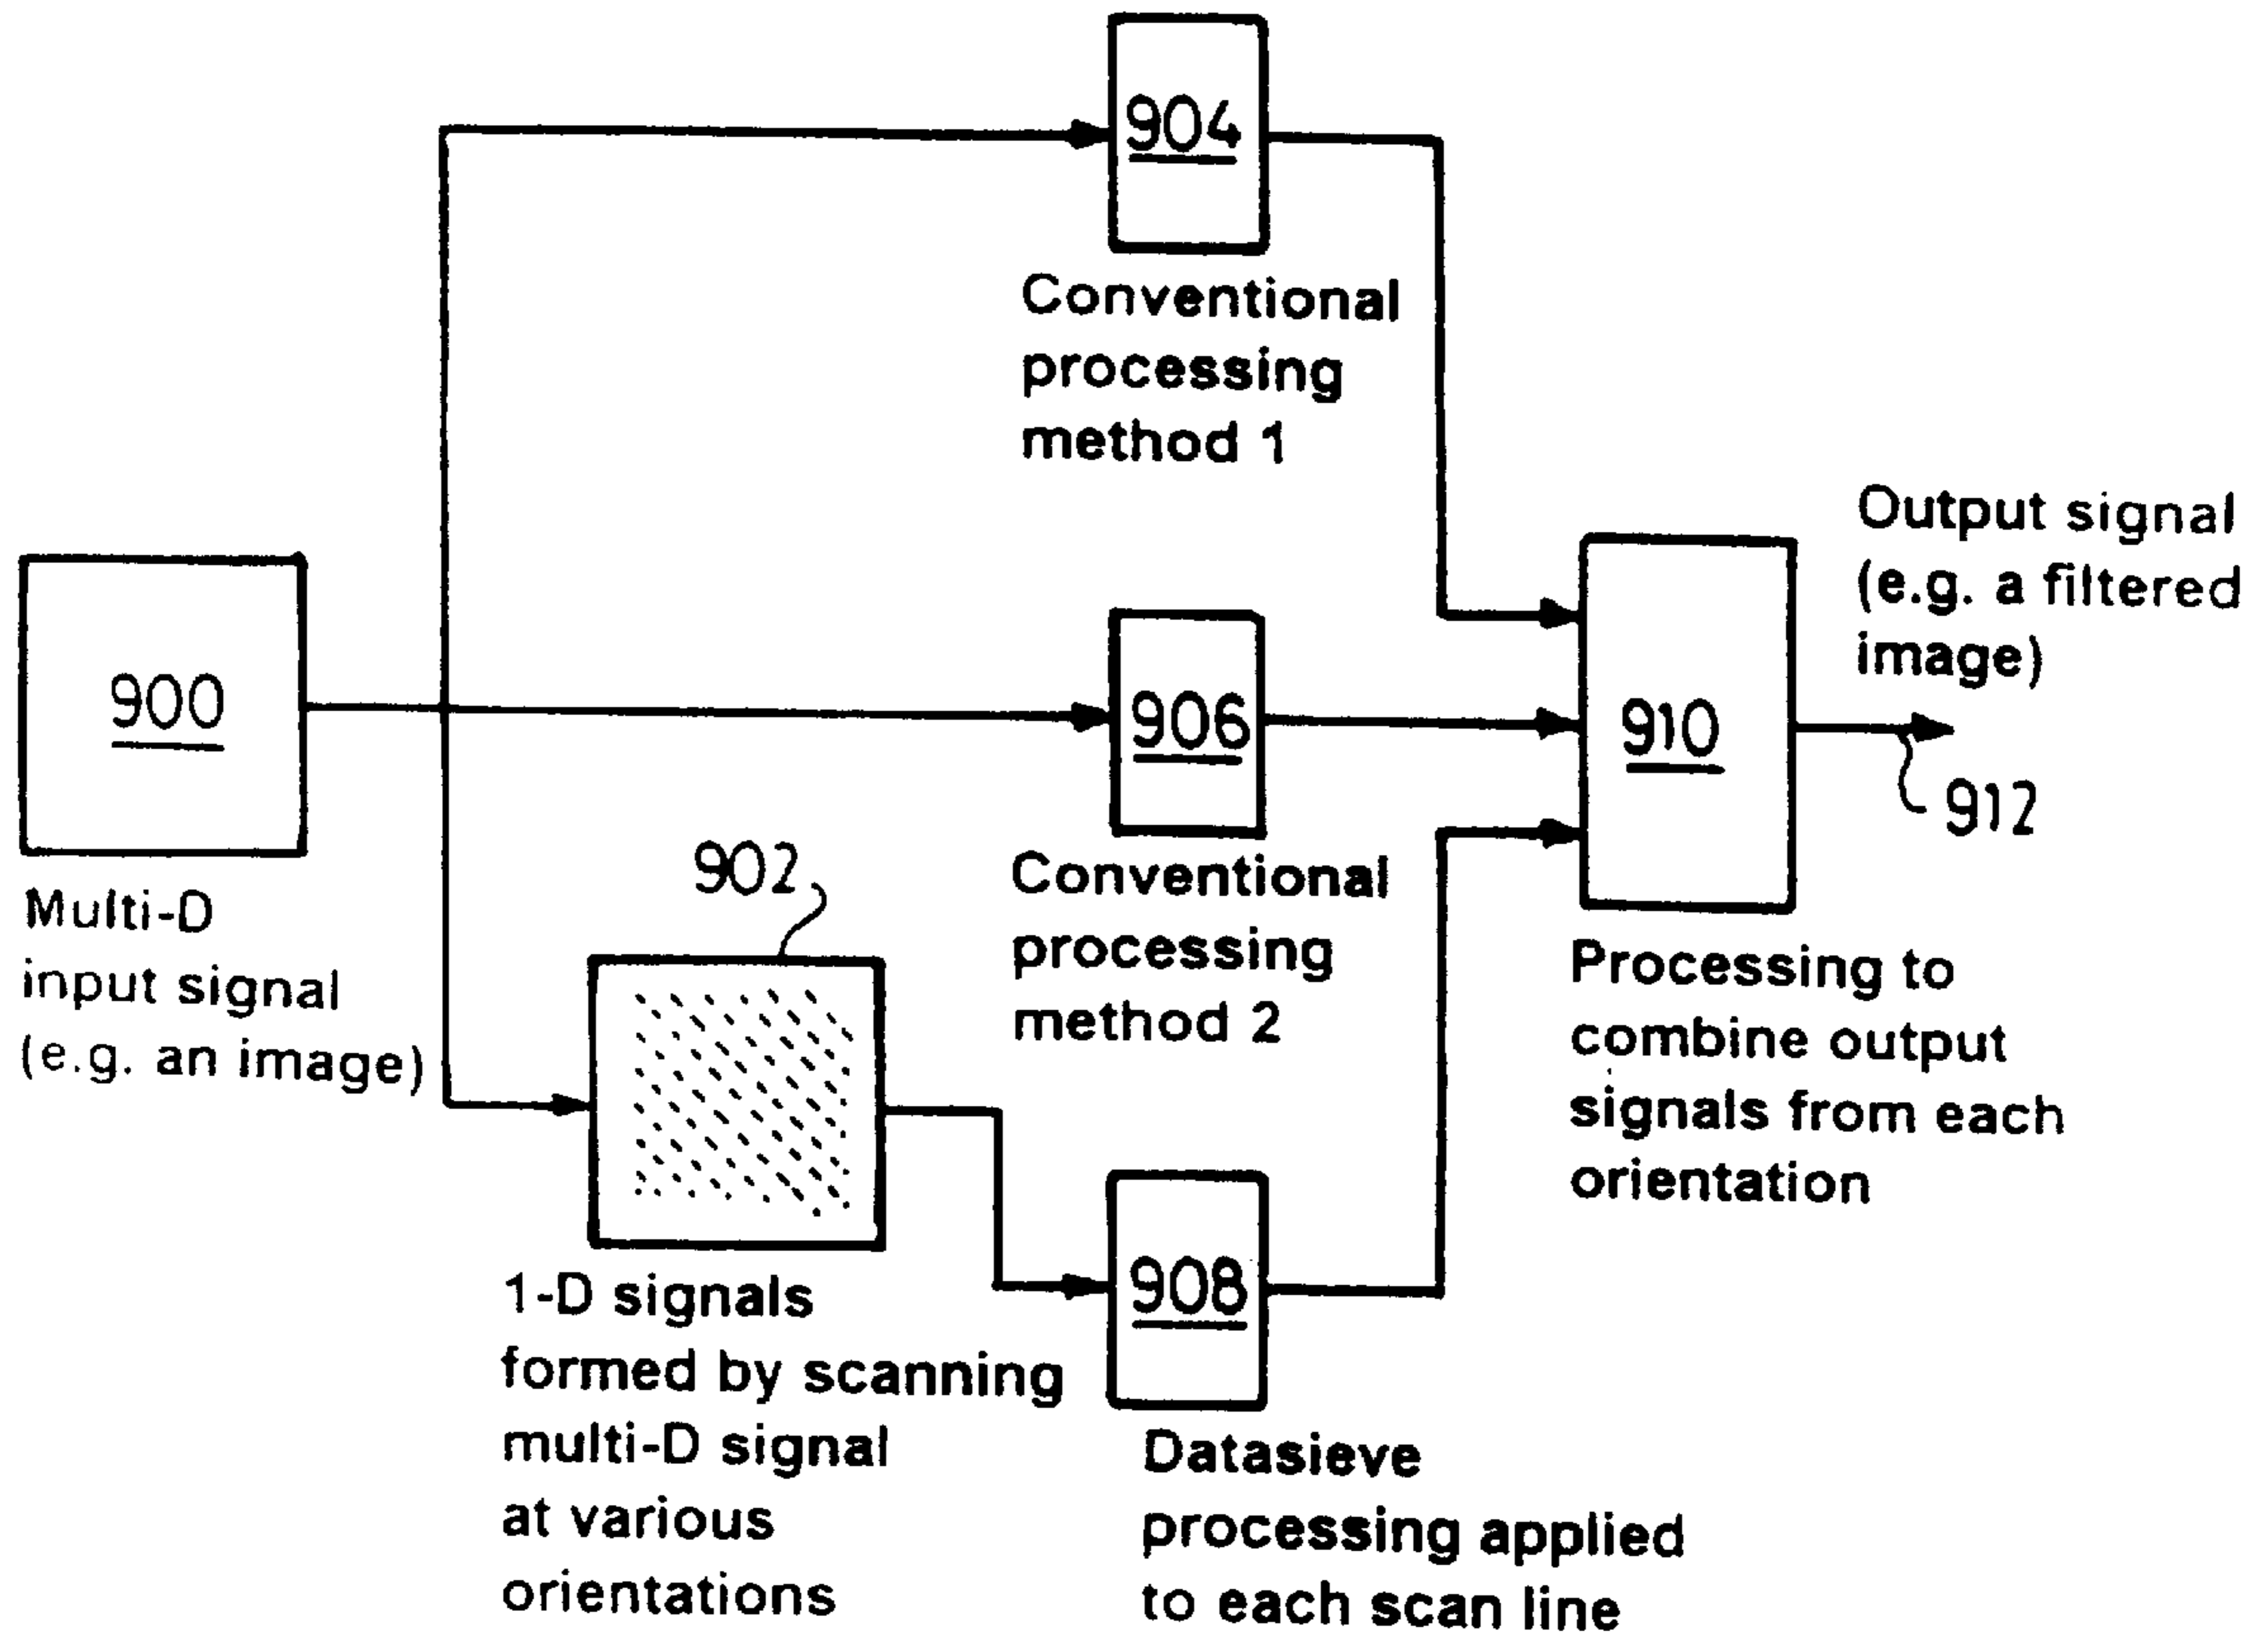 904
Conventional
processing
method 1
900
Multi-D
input signal
(e.g. an image)
906
Conventional
processing
method 2
902
1-D signals
formed by scanning
multi-D signal
at various
orientations
908
Datasieve
processing applied
to each scan line
910
Processing to
combine output
signals from each
orientation
Output signal
(e.g. a filtered
image)
912